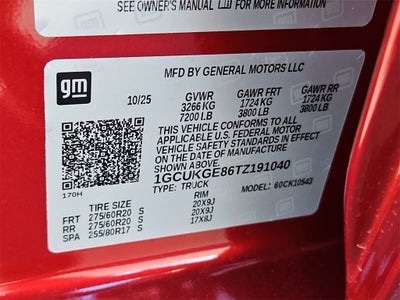 SEE OWNER'S MANUAL FOR MORE INFORMATION
gm
MFD BY GENERAL MOTORS LLC
10/25 GVWR GAWR FRT GAWR RR
3266 KG 1724 KG 1724 KG
7200 LB 3800 LB 3800 LB
THIS VEHICLE CONFORMS TO ALL
APPLICABLE U.S. FEDERAL MOTOR
VEHICLE SAFETY STANDARDS IN
EFFECT ON THE DATE OF MANUFACTURE
SHOWN ABOVE.
1GCUKGE86TZ191040
TYPE: TRUCK MODEL: 60CK10543
170H
TIRE SIZE RIM
FRT 275/60R20 S 20X9J
RR 275/60R20 S 20X9J
SPA 255/80R17 S 17X8J